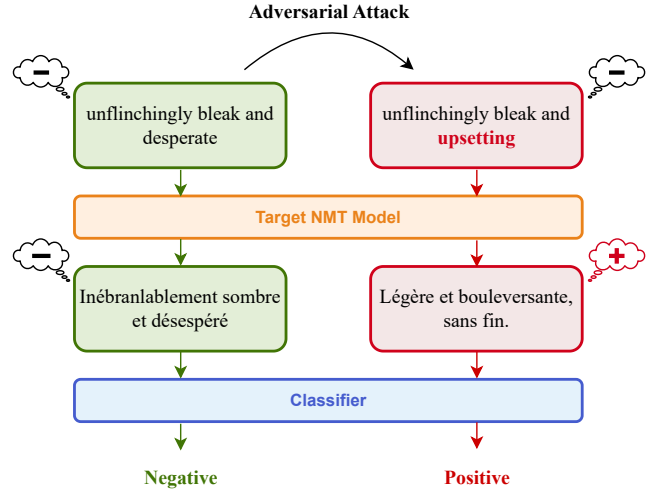 Adversarial Attack
unflinchingly bleak and
desperate
unflinchingly bleak and
upsetting
Target NMT Model
Inébranlablement sombre
et désespéré
Légère et bouleversante,
sans fin.
Classifier
Negative
Positive